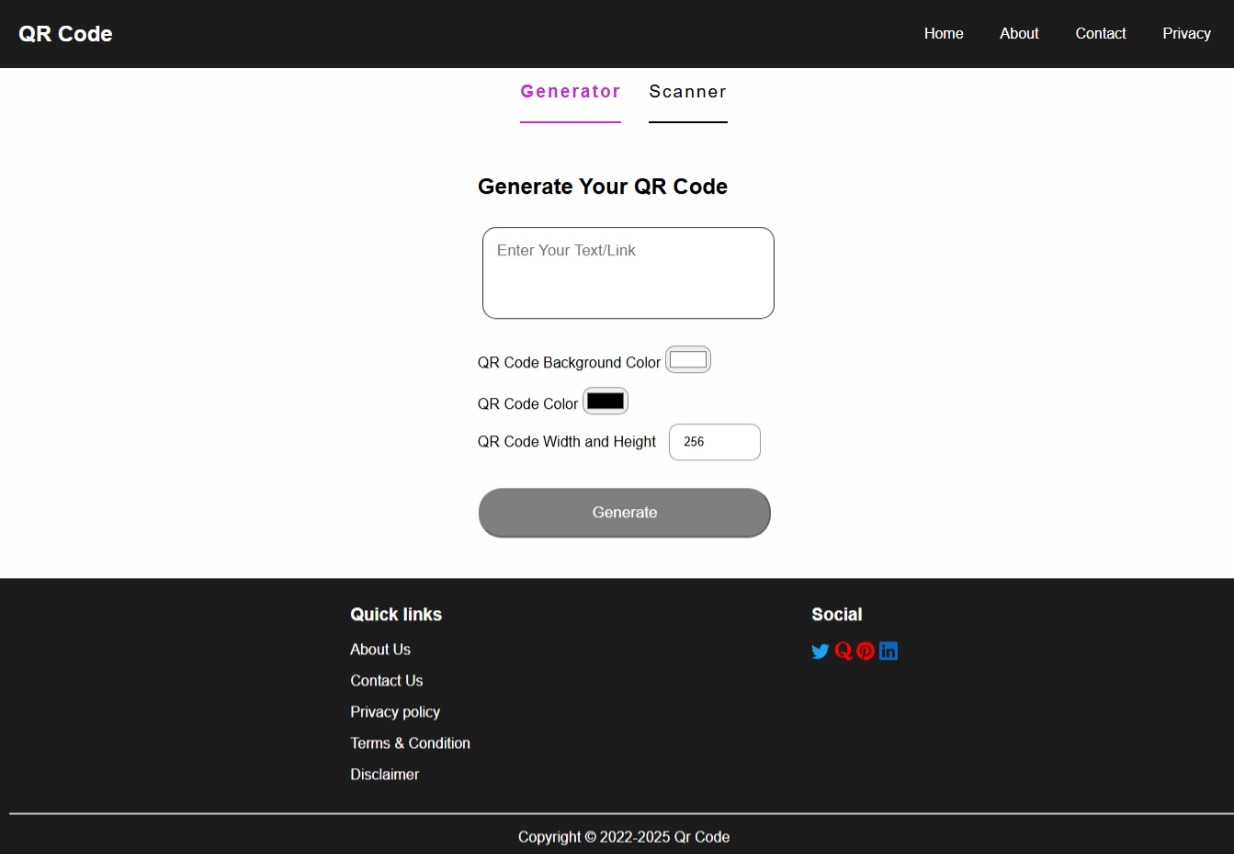 QR Code
Home About Contact Privacy
Generator Scanner
Generate Your QR Code
Enter Your Text/Link
QR Code Background Color
QR Code Color
QR Code Width and Height 256
Generate
Quick links Social
About Us
Contact Us
Privacy policy
Terms & Condition
Disclaimer
Copyright © 2022-2025 Qr Code